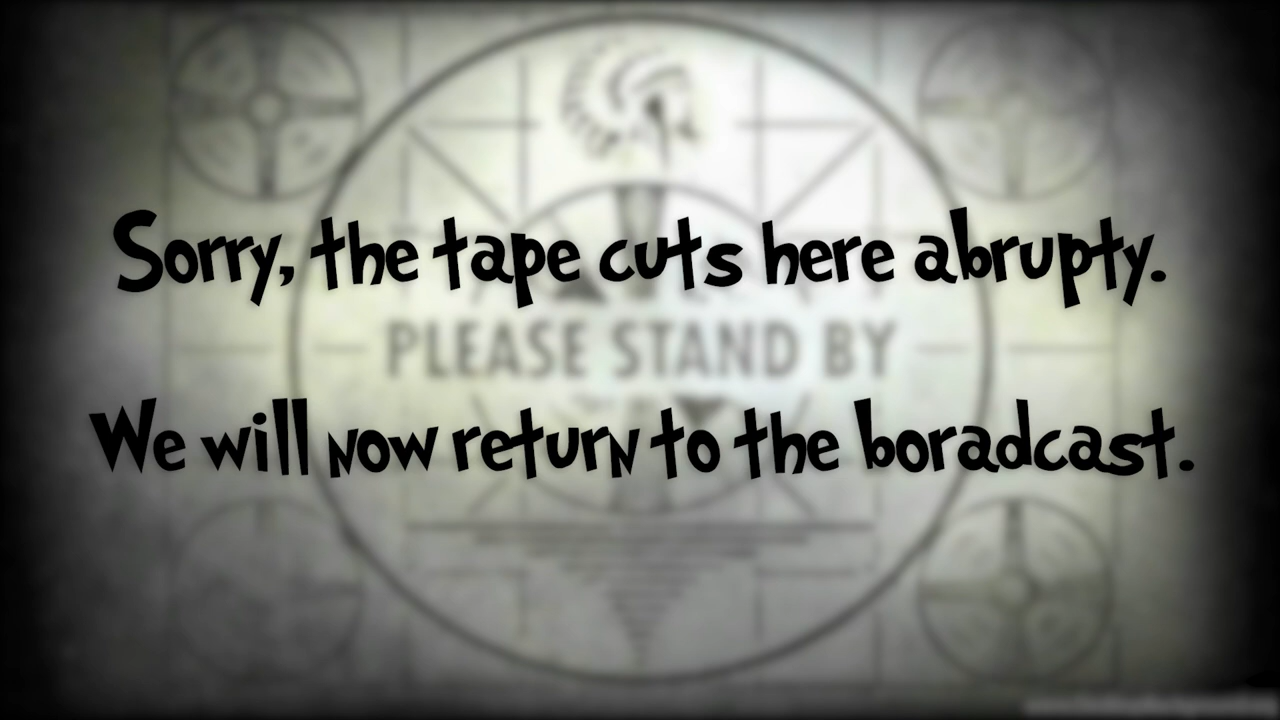 Sorry, the tape cuts here abrupty.
PLEASE STAND BY
We will now return to the boradcast.